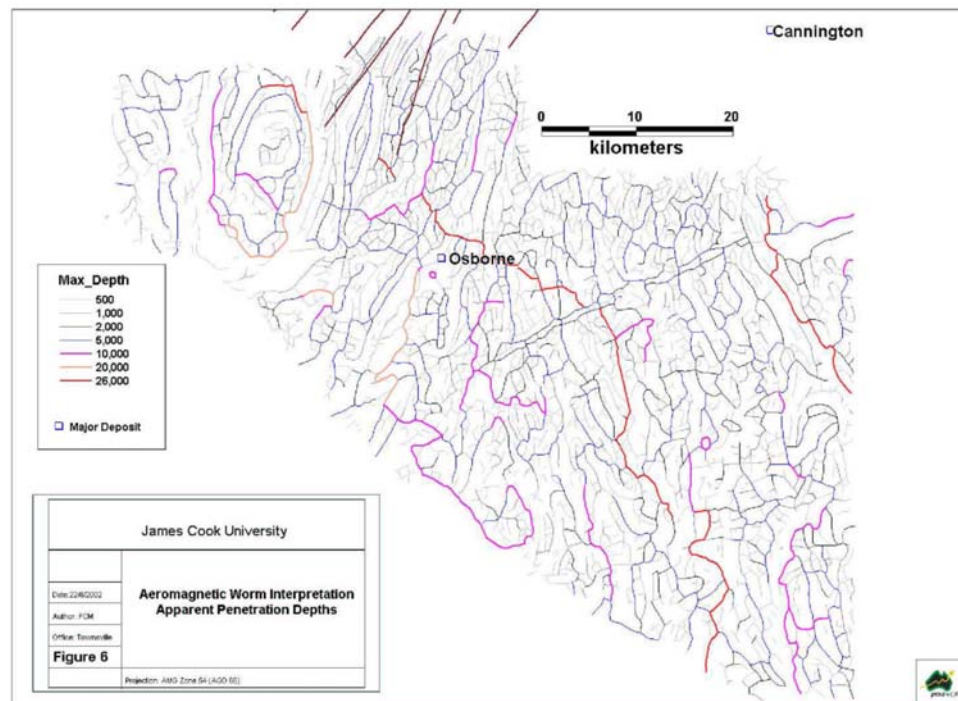 Cannington
0 10 20
kilometers
Osborne
Max_Depth
500
1,000
2,000
5,000
10,000
20,000
26,000
Major Deposit
James Cook University
Date:22/6/2002
Author: FCM
Office: Townsville
Figure 6
Aeromagnetic Worm Interpretation
Apparent Penetration Depths
Projection: AMG Zone 54 (AGD 66)